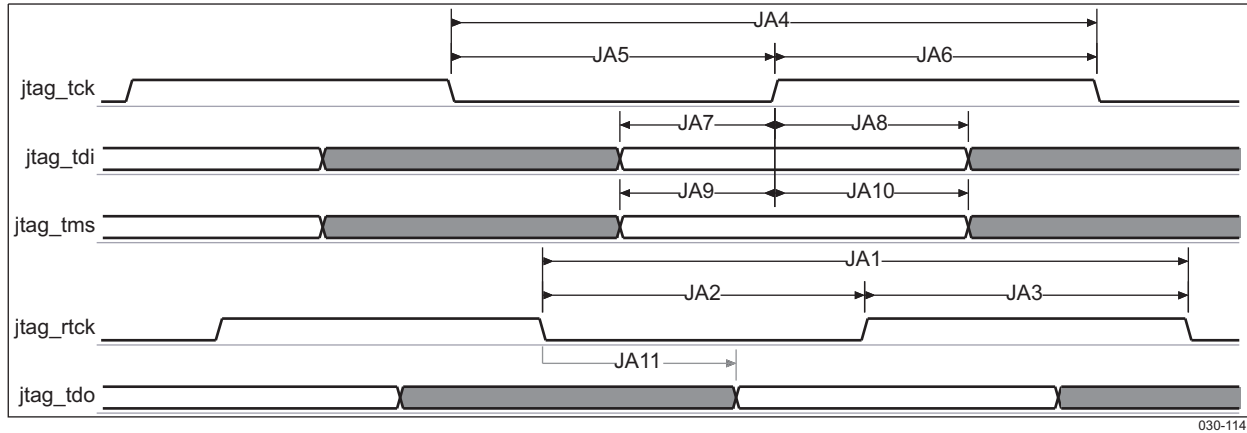 JA4
JA5 JA6
jtag_tck
JA7 JA8
jtag_tdi
JA9 JA10
jtag_tms
JA1
JA2 JA3
jtag_rtck
JA11
jtag_tdo
030-114